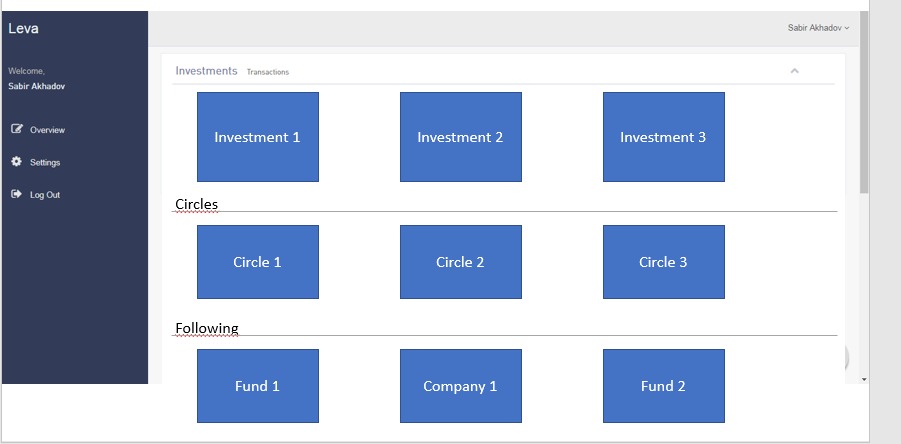 Leva
Sabir Akhadov
Welcome,
Sabir Akhadov
Overview
Settings
Log Out
Investments Transactions
Investment 1 Investment 2 Investment 3
Circles
Circle 1 Circle 2 Circle 3
Following
Fund 1 Company 1 Fund 2